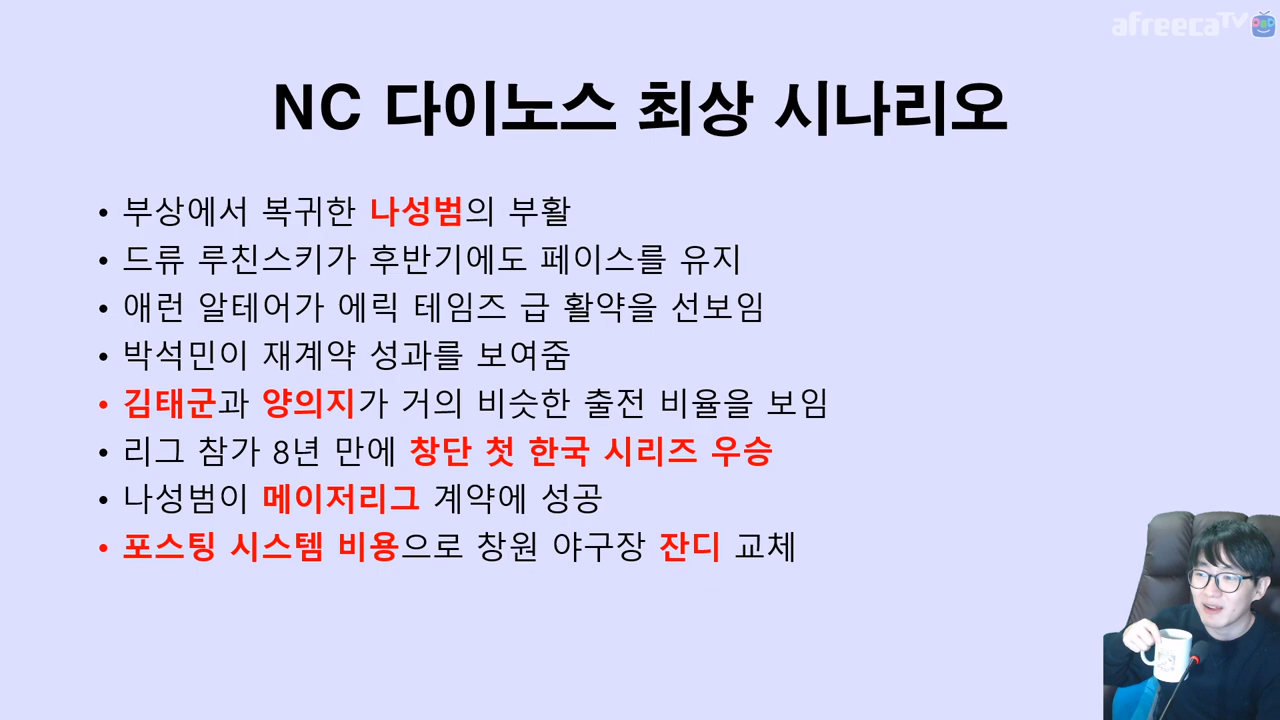 afreecaTV
NC 다이노스 최상 시나리오
• 부상에서 복귀한 나성범의 부활
• 드류 루친스키가 후반기에도 페이스를 유지
• 애런 알테어가 에릭 테임즈 급 활약을 선보임
• 박석민이 재계약 성과를 보여줌
• 김태군과 양의지가 거의 비슷한 출전 비율을 보임
• 리그 참가 8년 만에 창단 첫 한국 시리즈 우승
• 나성범이 메이저리그 계약에 성공
• 포스팅 시스템 비용으로 창원 야구장 잔디 교체